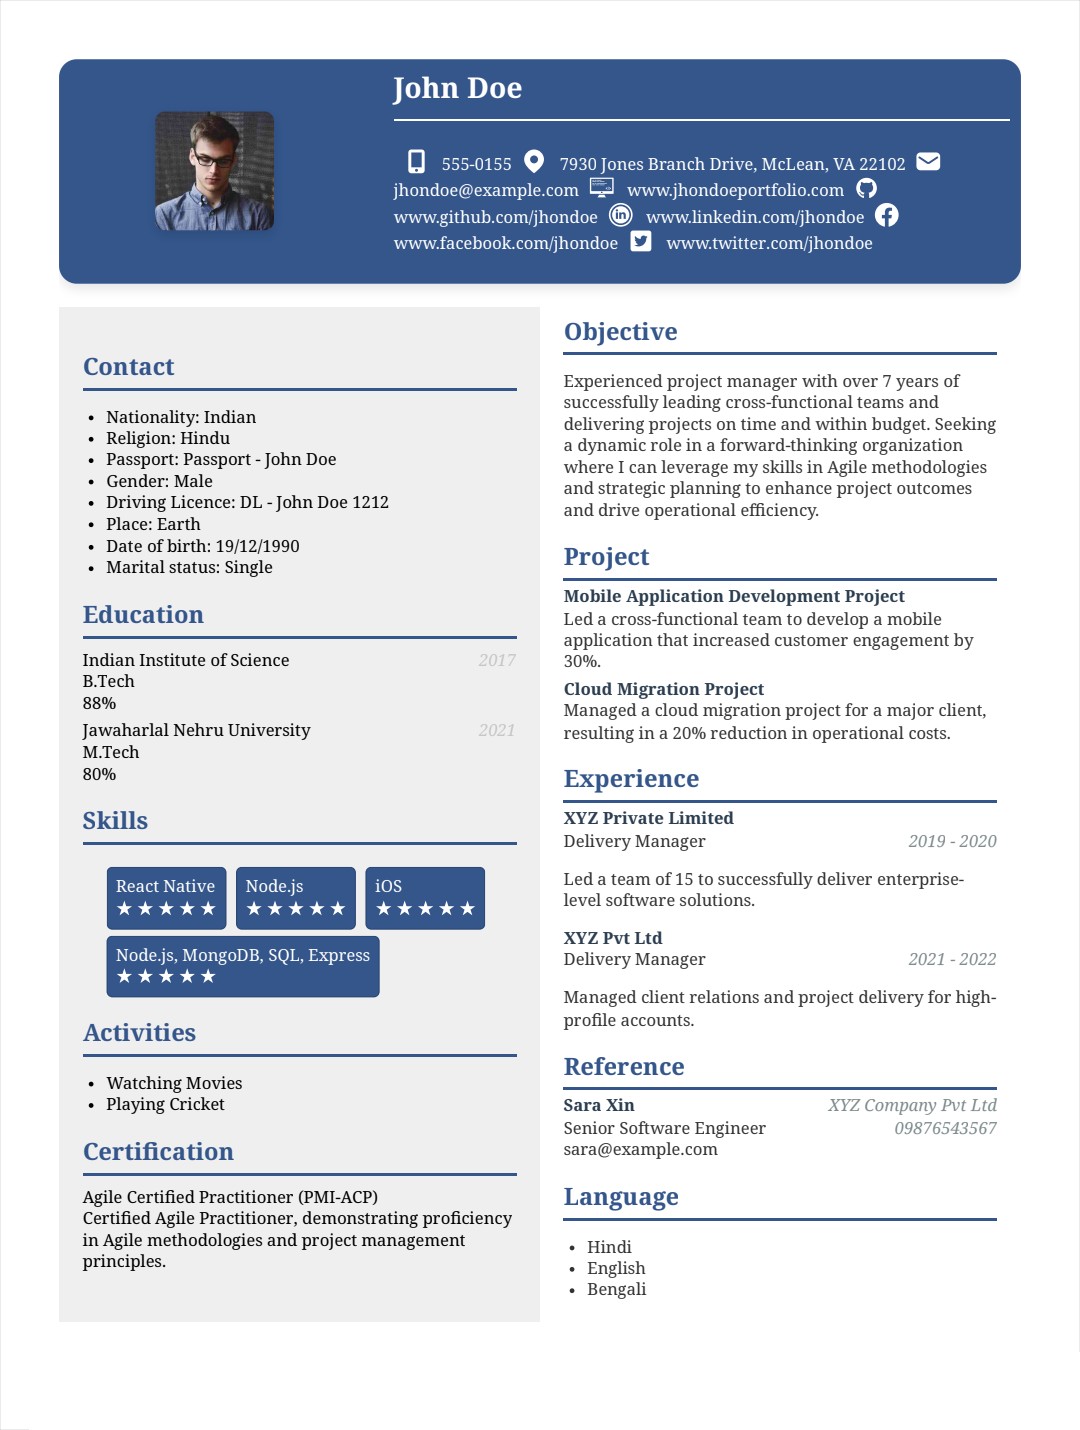 John Doe
555-0155 7930 Jones Branch Drive, McLean, VA 22102
jhondoe@example.com www.jhondoeportfolio.com
www.github.com/jhondoe www.linkedin.com/jhondoe
www.facebook.com/jhondoe www.twitter.com/jhondoe
Contact
• Nationality: Indian
• Religion: Hindu
• Passport: Passport - John Doe
• Gender: Male
• Driving Licence: DL - John Doe 1212
• Place: Earth
• Date of birth: 19/12/1990
• Marital status: Single
Education
Indian Institute of Science 2017
B.Tech
88%
Jawaharlal Nehru University 2021
M.Tech
80%
Skills
React Native Node.js iOS
★★★★★ ★★★★★ ★★★★★
Node.js, MongoDB, SQL, Express
★★★★★
Activities
• Watching Movies
• Playing Cricket
Certification
Agile Certified Practitioner (PMI-ACP)
Certified Agile Practitioner, demonstrating proficiency
in Agile methodologies and project management
principles.
Objective
Experienced project manager with over 7 years of
successfully leading cross-functional teams and
delivering projects on time and within budget. Seeking
a dynamic role in a forward-thinking organization
where I can leverage my skills in Agile methodologies
and strategic planning to enhance project outcomes
and drive operational efficiency.
Project
Mobile Application Development Project
Led a cross-functional team to develop a mobile
application that increased customer engagement by
30%.
Cloud Migration Project
Managed a cloud migration project for a major client,
resulting in a 20% reduction in operational costs.
Experience
XYZ Private Limited
Delivery Manager 2019 - 2020
Led a team of 15 to successfully deliver enterprise-
level software solutions.
XYZ Pvt Ltd
Delivery Manager 2021 - 2022
Managed client relations and project delivery for high-
profile accounts.
Reference
Sara Xin XYZ Company Pvt Ltd
Senior Software Engineer 09876543567
sara@example.com
Language
• Hindi
• English
• Bengali